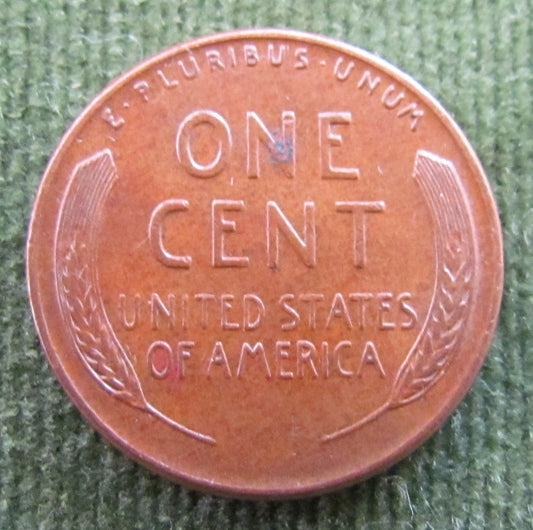 E·PLURIBUS·UNUM
ONE
CENT
UNITED STATES
OF AMERICA